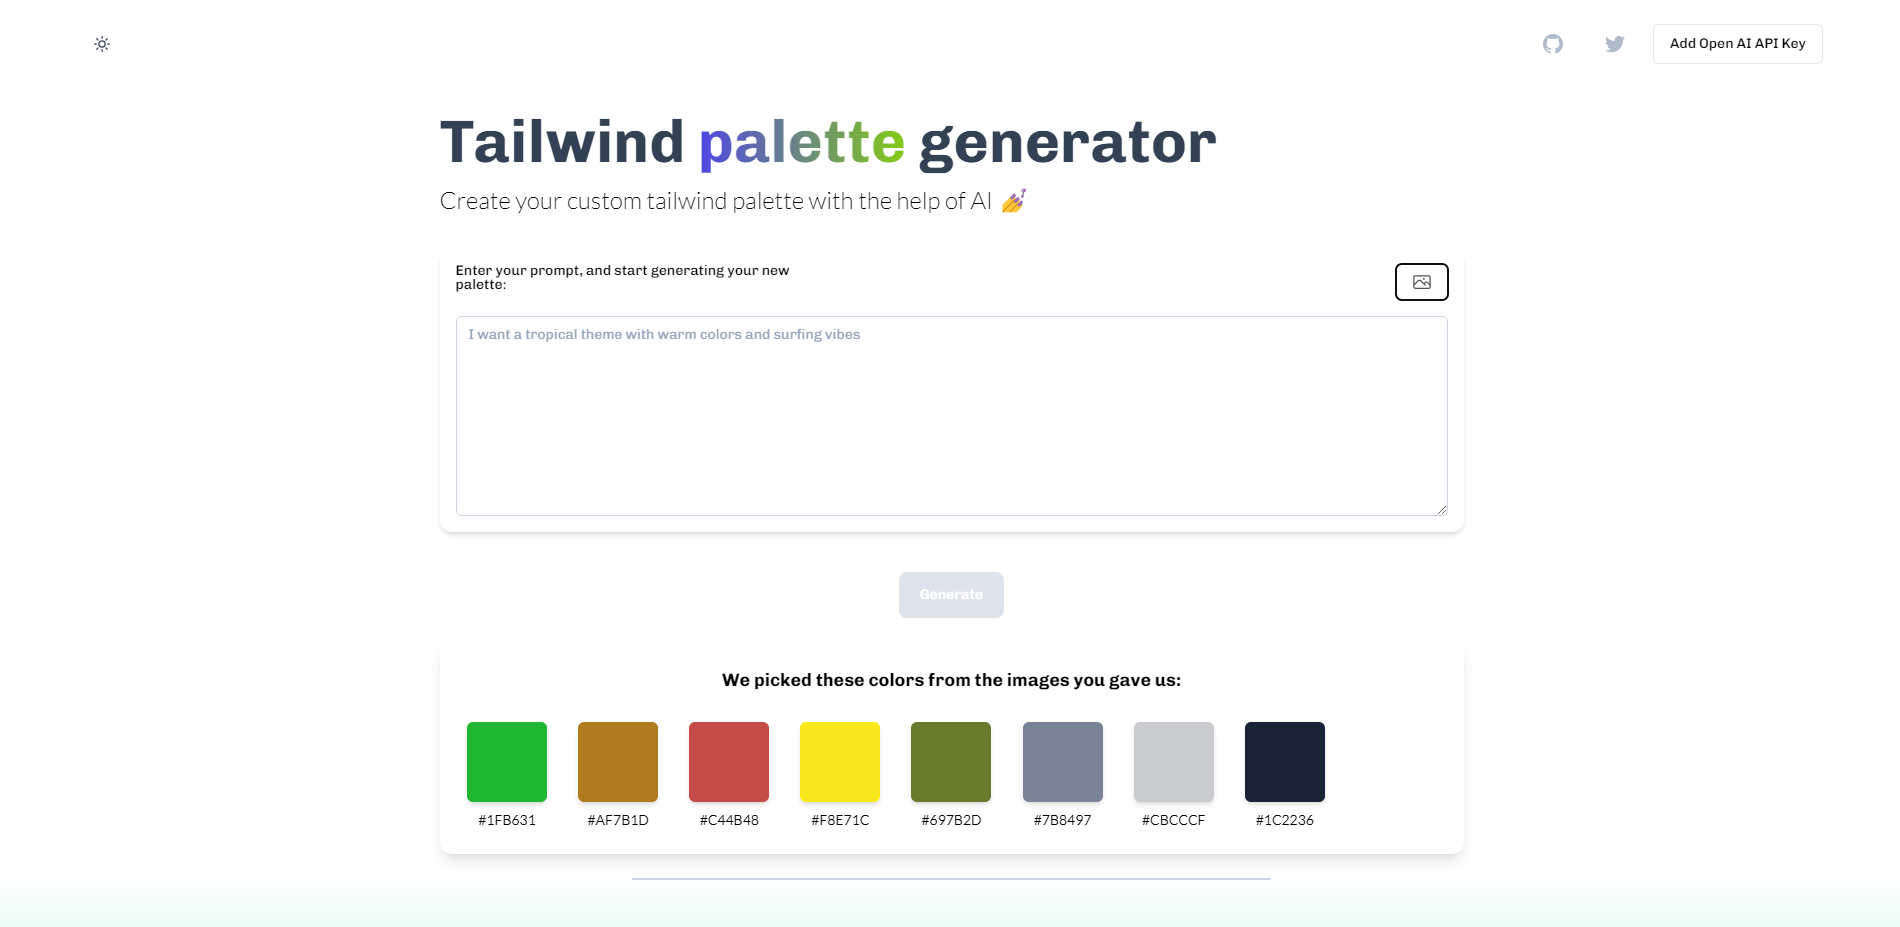 Add Open AI API Key
Tailwind palette generator
Create your custom tailwind palette with the help of AI 💅
Enter your prompt, and start generating your new
palette:
I want a tropical theme with warm colors and surfing vibes
Generate
We picked these colors from the images you gave us:
#1FB631 #AF7B1D #C44B48 #F8E71C #697B2D #7B8497 #CBCCCF #1C2236